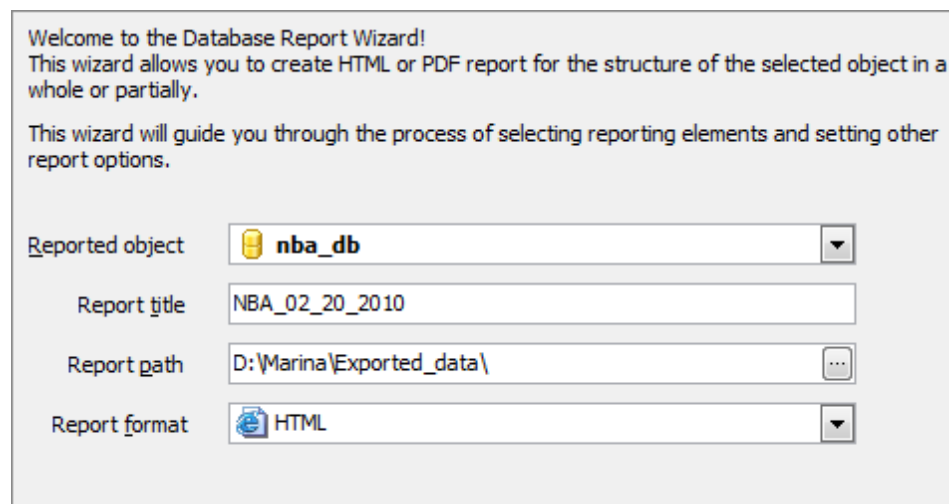 Welcome to the Database Report Wizard!
This wizard allows you to create HTML or PDF report for the structure of the selected object in a
whole or partially.
This wizard will guide you through the process of selecting reporting elements and setting other
report options.
Reported object nba_db
Report title NBA_02_20_2010
Report path D:\Marina\Exported_data\ ...
Report format HTML